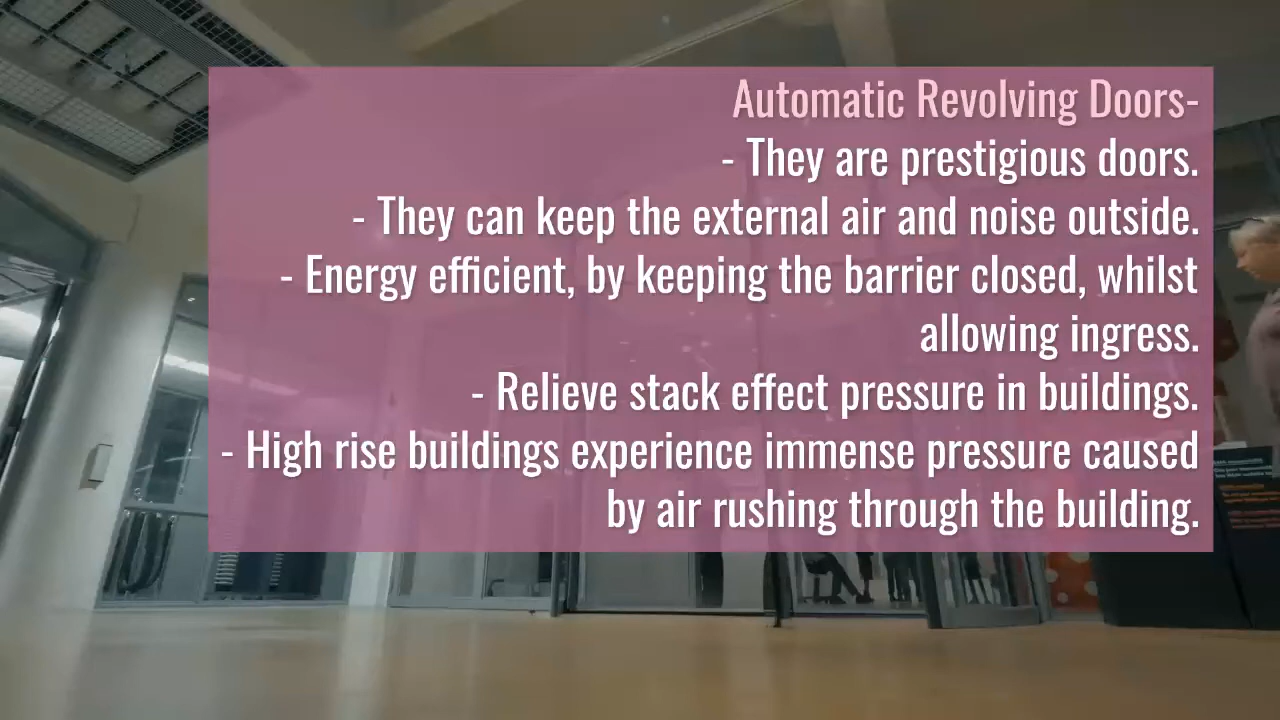 Automatic Revolving Doors-
- They are prestigious doors.
- They can keep the external air and noise outside.
- Energy efficient, by keeping the barrier closed, whilst
allowing ingress.
- Relieve stack effect pressure in buildings.
- High rise buildings experience immense pressure caused
by air rushing through the building.